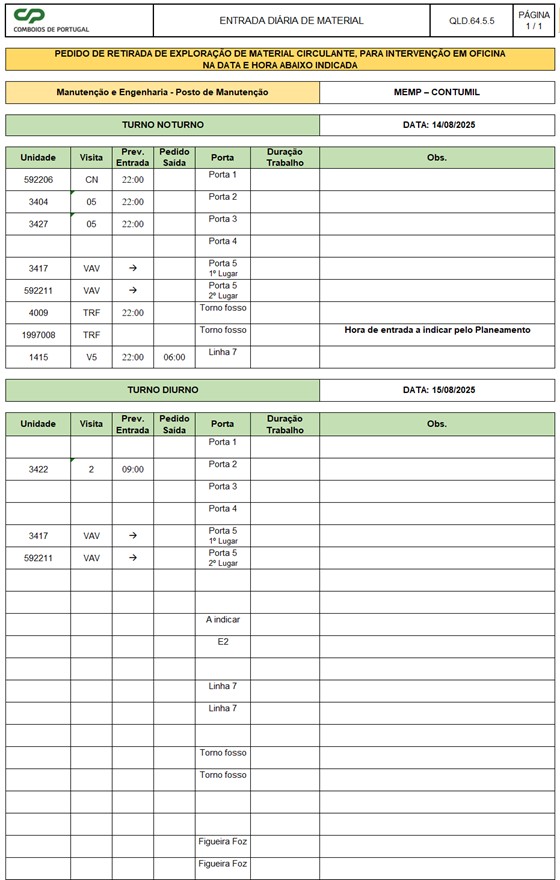 CP
COMBOIOS DE PORTUGAL
ENTRADA DIÁRIA DE MATERIAL
QLD.64.5.5
PÁGINA
1 / 1
PEDIDO DE RETIRADA DE EXPLORAÇÃO DE MATERIAL CIRCULANTE, PARA INTERVENÇÃO EM OFICINA
NA DATA E HORA ABAIXO INDICADA
Manutenção e Engenharia - Posto de Manutenção
MEMP – CONTUMIL
TURNO NOTURNO
DATA: 14/08/2025
Unidade Visita Prev. Entrada Pedido Saída Porta Duração Trabalho Obs.
592206 CN 22:00 Porta 1
3404 05 22:00 Porta 2
3427 05 22:00 Porta 3
Porta 4
3417 VAV → Porta 5
1º Lugar
592211 VAV → Porta 5
2º Lugar
4009 TRF 22:00 Torno fosso
1997008 TRF Torno fosso Hora de entrada a indicar pelo Planeamento
1415 V5 22:00 06:00 Linha 7
TURNO DIURNO
DATA: 15/08/2025
Unidade Visita Prev. Entrada Pedido Saída Porta Duração Trabalho Obs.
Porta 1
3422 2 09:00 Porta 2
Porta 3
Porta 4
3417 VAV → Porta 5
1º Lugar
592211 VAV → Porta 5
2º Lugar
A indicar
E2
Linha 7
Linha 7
Torno fosso
Torno fosso
Figueira Foz
Figueira Foz